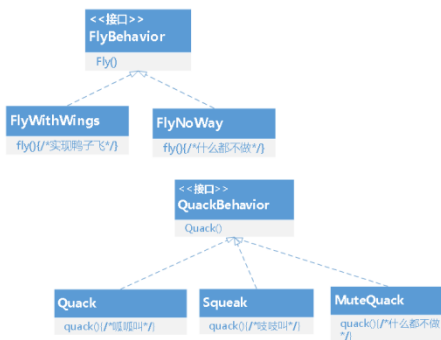 <<接口>>
FlyBehavior
Fly()
FlyWithWings
fly(){/*实现鸭子飞*/}
FlyNoWay
fly(){/*什么都不做*/}
<<接口>>
QuackBehavior
Quack()
Quack
quack(){/*呱呱叫*/}
Squeak
quack(){/*吱吱叫*/}
MuteQuack
quack(){/*什么都不做
*/}